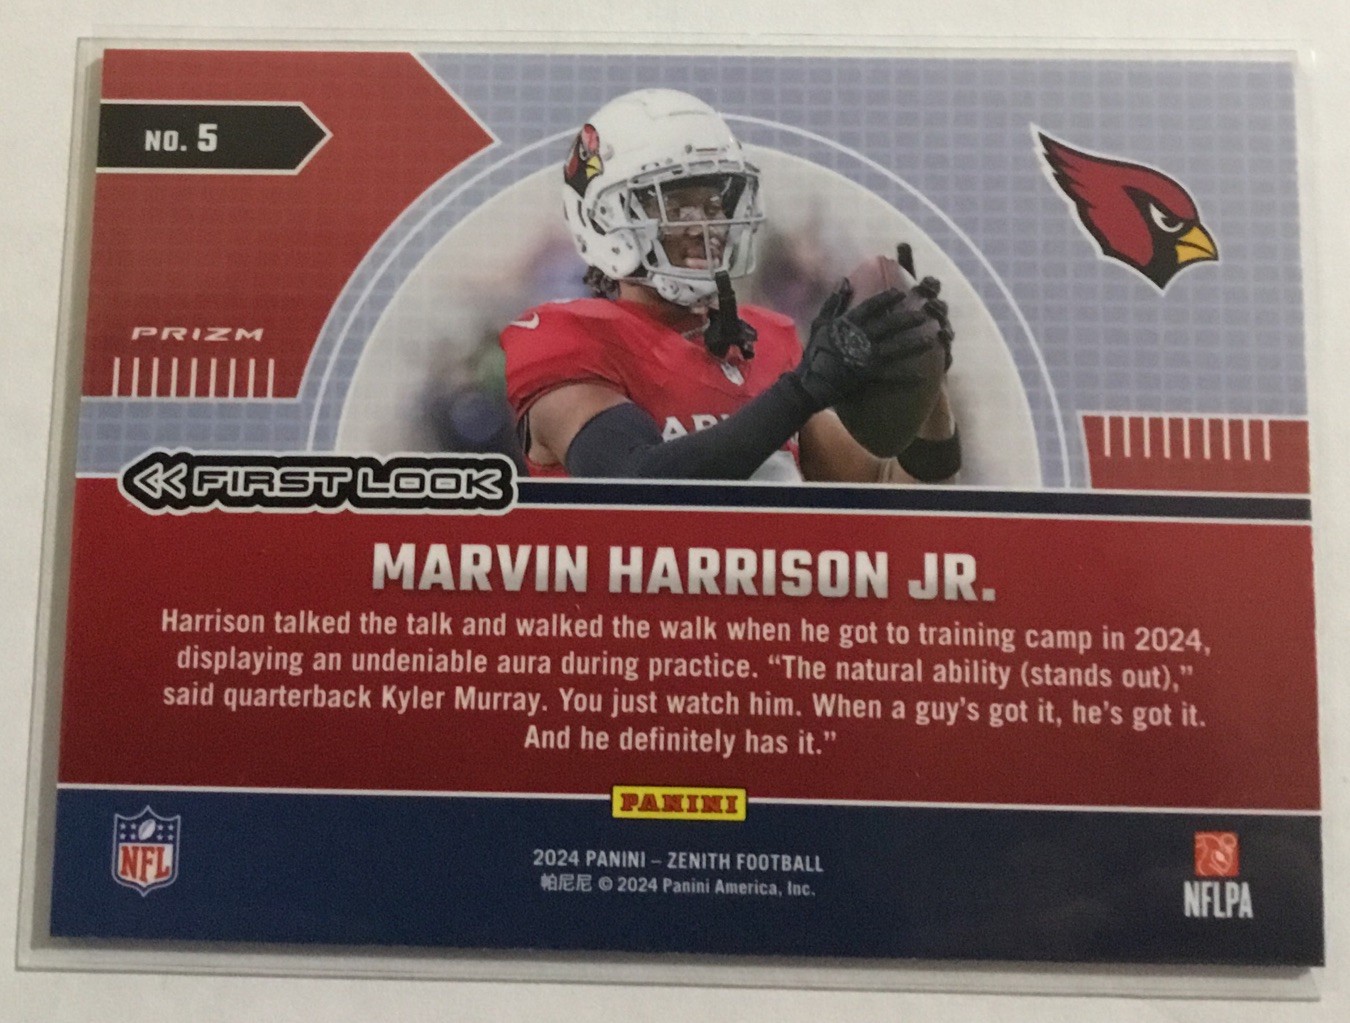 NO. 5
PRIZM
AR
FIRST LOOK
MARVIN HARRISON JR.
Harrison talked the talk and walked the walk when he got to training camp in 2024,
displaying an undeniable aura during practice. “The natural ability (stands out),”
said quarterback Kyler Murray. You just watch him. When a guy’s got it, he’s got it.
And he definitely has it.”
PANINI
NFL
2024 PANINI – ZENITH FOOTBALL
帕尼尼 © 2024 Panini America, Inc.
NFLPA